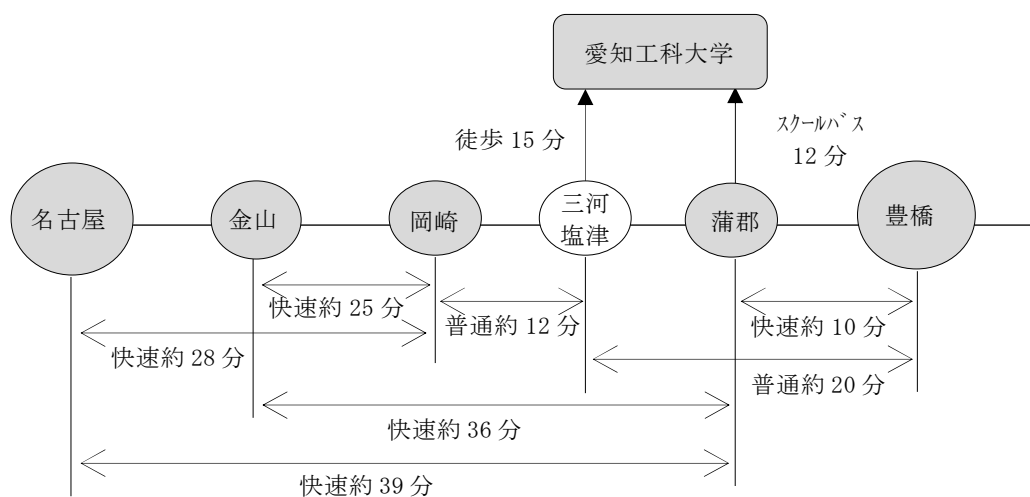 愛知工科大学
徒歩 15 分
スクールバス
12 分
名古屋
金山
岡崎
三河
塩津
蒲郡
豊橋
快速約 25 分
普通約 12 分
快速約 10 分
快速約 28 分
普通約 20 分
快速約 36 分
快速約 39 分